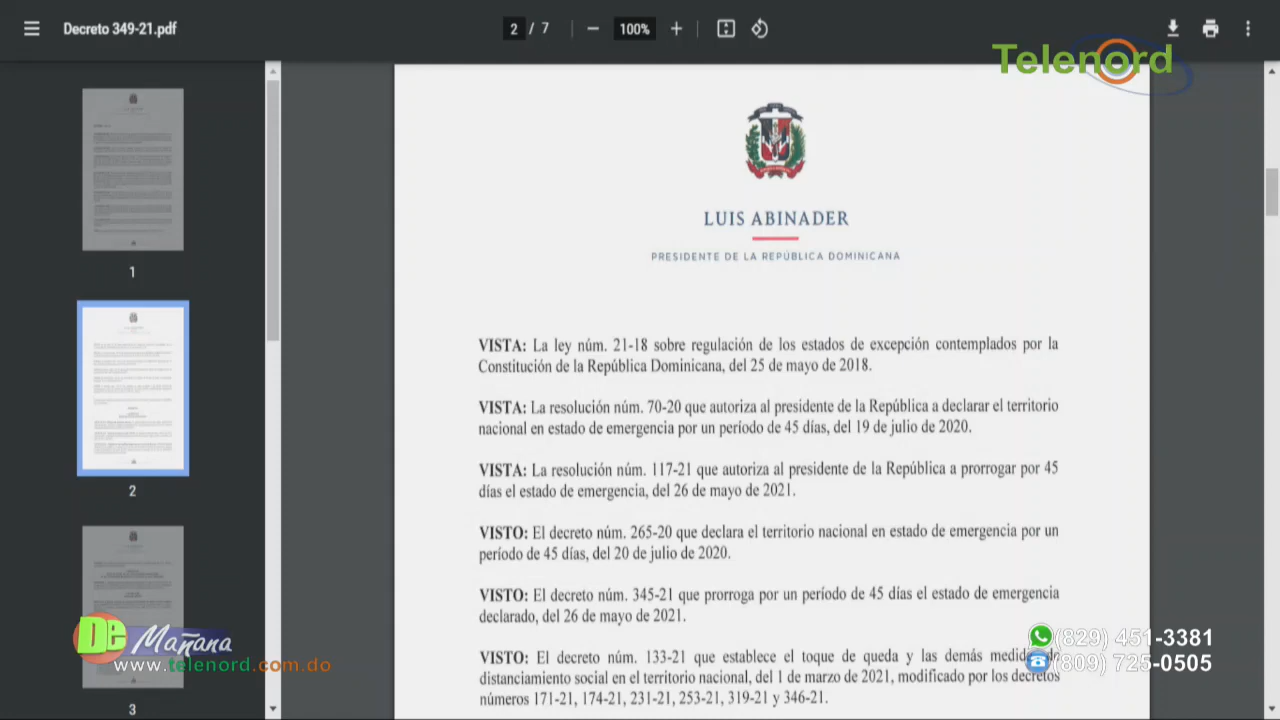 Decreto 349-21.pdf
2 / 7
100%
Telenord
LUIS ABINADER
PRESIDENTE DE LA REPÚBLICA DOMINICANA
VISTA: La ley núm. 21-18 sobre regulación de los estados de excepción contemplados por la
Constitución de la República Dominicana, del 25 de mayo de 2018.
VISTA: La resolución núm. 70-20 que autoriza al presidente de la República a declarar el territorio
nacional en estado de emergencia por un período de 45 días, del 19 de julio de 2020.
VISTA: La resolución núm. 117-21 que autoriza al presidente de la República a prorrogar por 45
días el estado de emergencia, del 26 de mayo de 2021.
VISTO: El decreto núm. 265-20 que declara el territorio nacional en estado de emergencia por un
período de 45 días, del 20 de julio de 2020.
VISTO: El decreto núm. 345-21 que prorroga por un período de 45 días el estado de emergencia
declarado, del 26 de mayo de 2021.
VISTO: El decreto núm. 133-21 que establece el toque de queda y las demás
distanciamiento social en el territorio nacional, del 1 de marzo de 2021, modificado por los decretos
números 171-21, 174-21, 231-21, 253-21, 319-21 y 346-21.
1
2
3
De Mañana
www.telenord.com.do
(829) 451-3381
(809) 725-0505